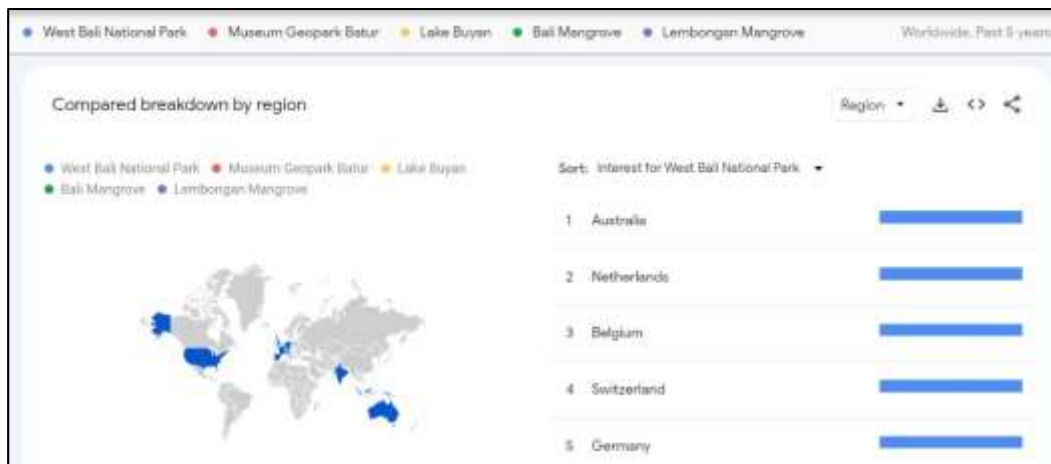 West Bali National Park Museum Geopark Batur Lake Buyan Bali Mangrove Lembongan Mangrove Worldwide, Past 5 years
Compared breakdown by region Region
West Bali National Park Museum Geopark Batur Lake Buyan
Bali Mangrove Lembongan Mangrove
Sort: Interest for West Bali National Park
1 Australia
2 Netherlands
3 Belgium
4 Switzerland
5 Germany